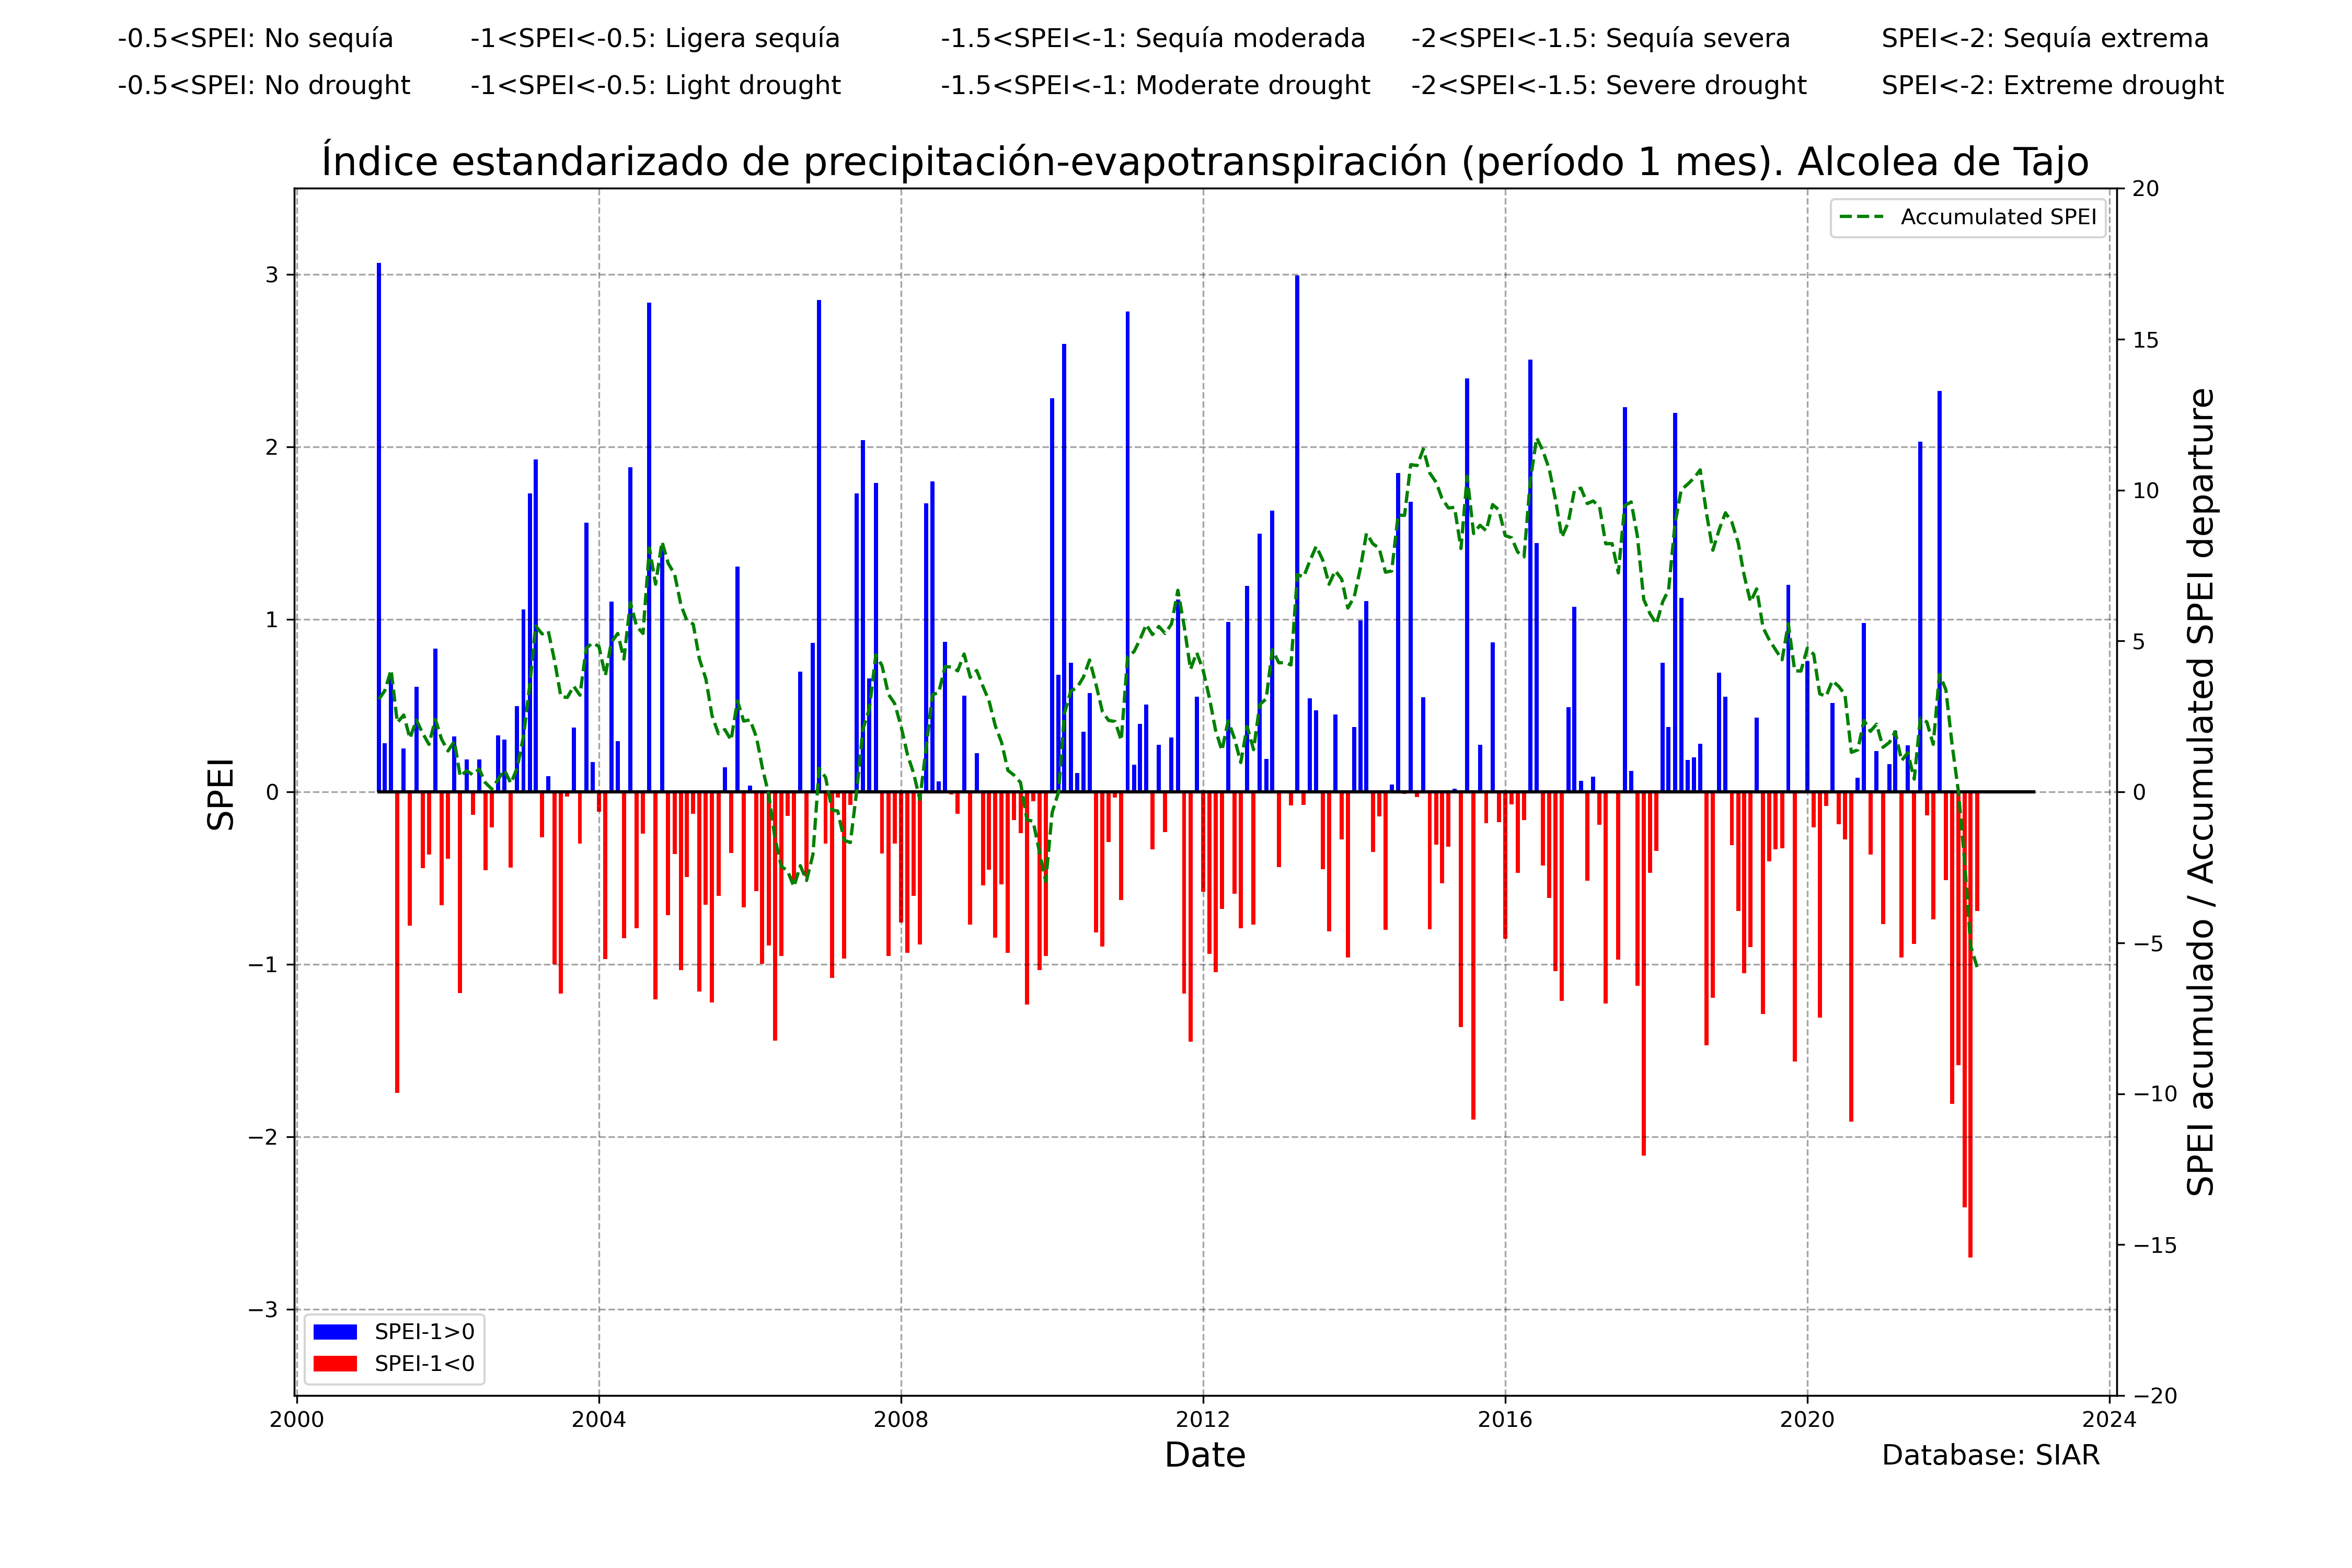 -0.5<SPEI: No sequía -1<SPEI<-0.5: Ligera sequía -1.5<SPEI<-1: Sequía moderada -2<SPEI<-1.5: Sequía severa SPEI<-2: Sequía extrema
-0.5<SPEI: No drought -1<SPEI<-0.5: Light drought -1.5<SPEI<-1: Moderate drought -2<SPEI<-1.5: Severe drought SPEI<-2: Extreme drought
Índice estandarizado de precipitación-evapotranspiración (período 1 mes). Alcolea de Tajo
Accumulated SPEI
SPEI
3
2
1
0
−1
−2
−3
20
15
10
5
0
−5
−10
−15
−20
SPEI acumulado / Accumulated SPEI departure
SPEI-1>0
SPEI-1<0
2000 2004 2008 2012 2016 2020 2024
Date
Database: SIAR